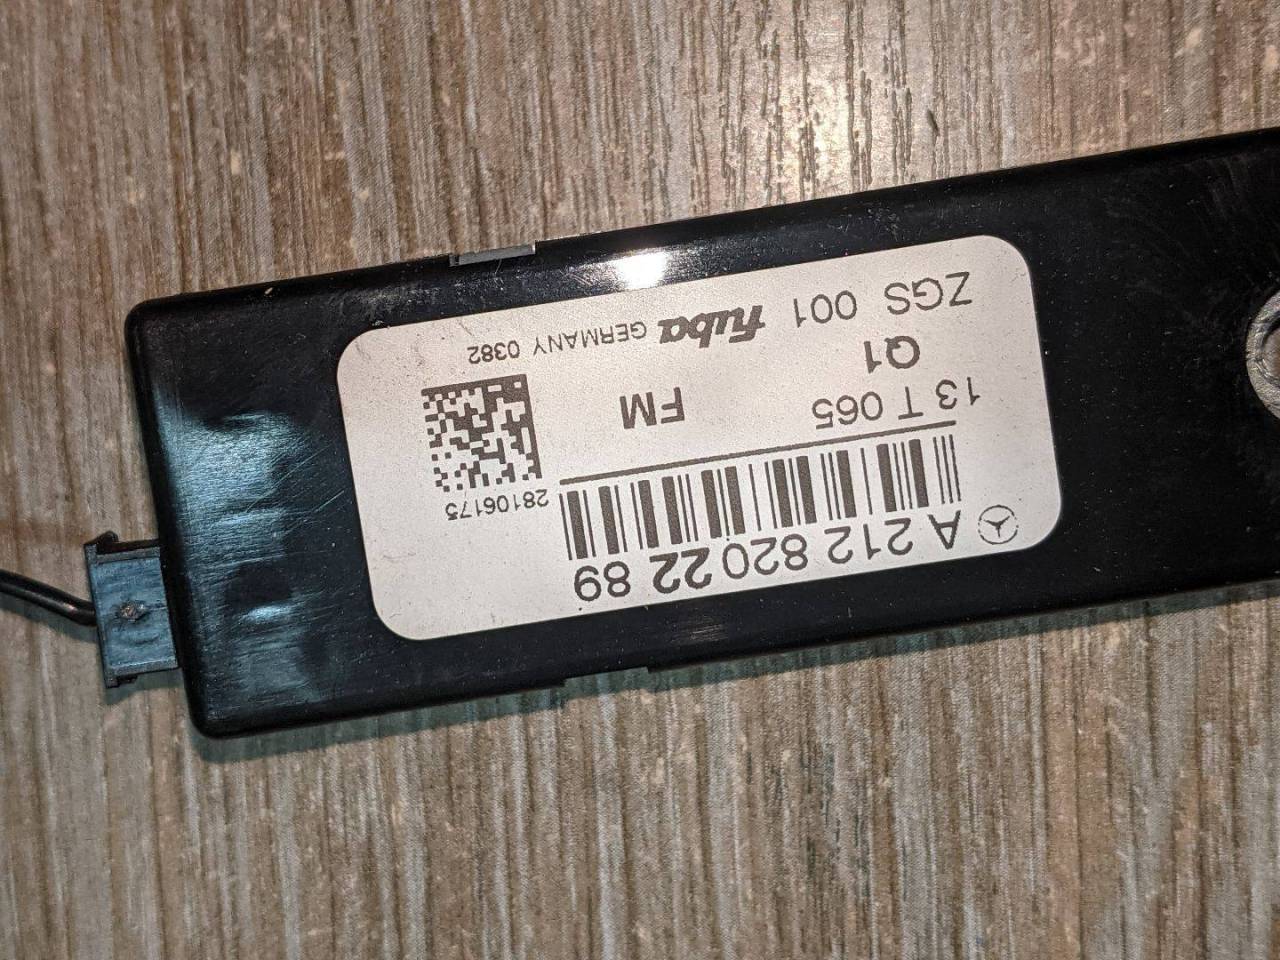 A 212 820 22 89
28106175
13 T 065 FM
Q1
ZGS 001 fuba GERMANY 0382